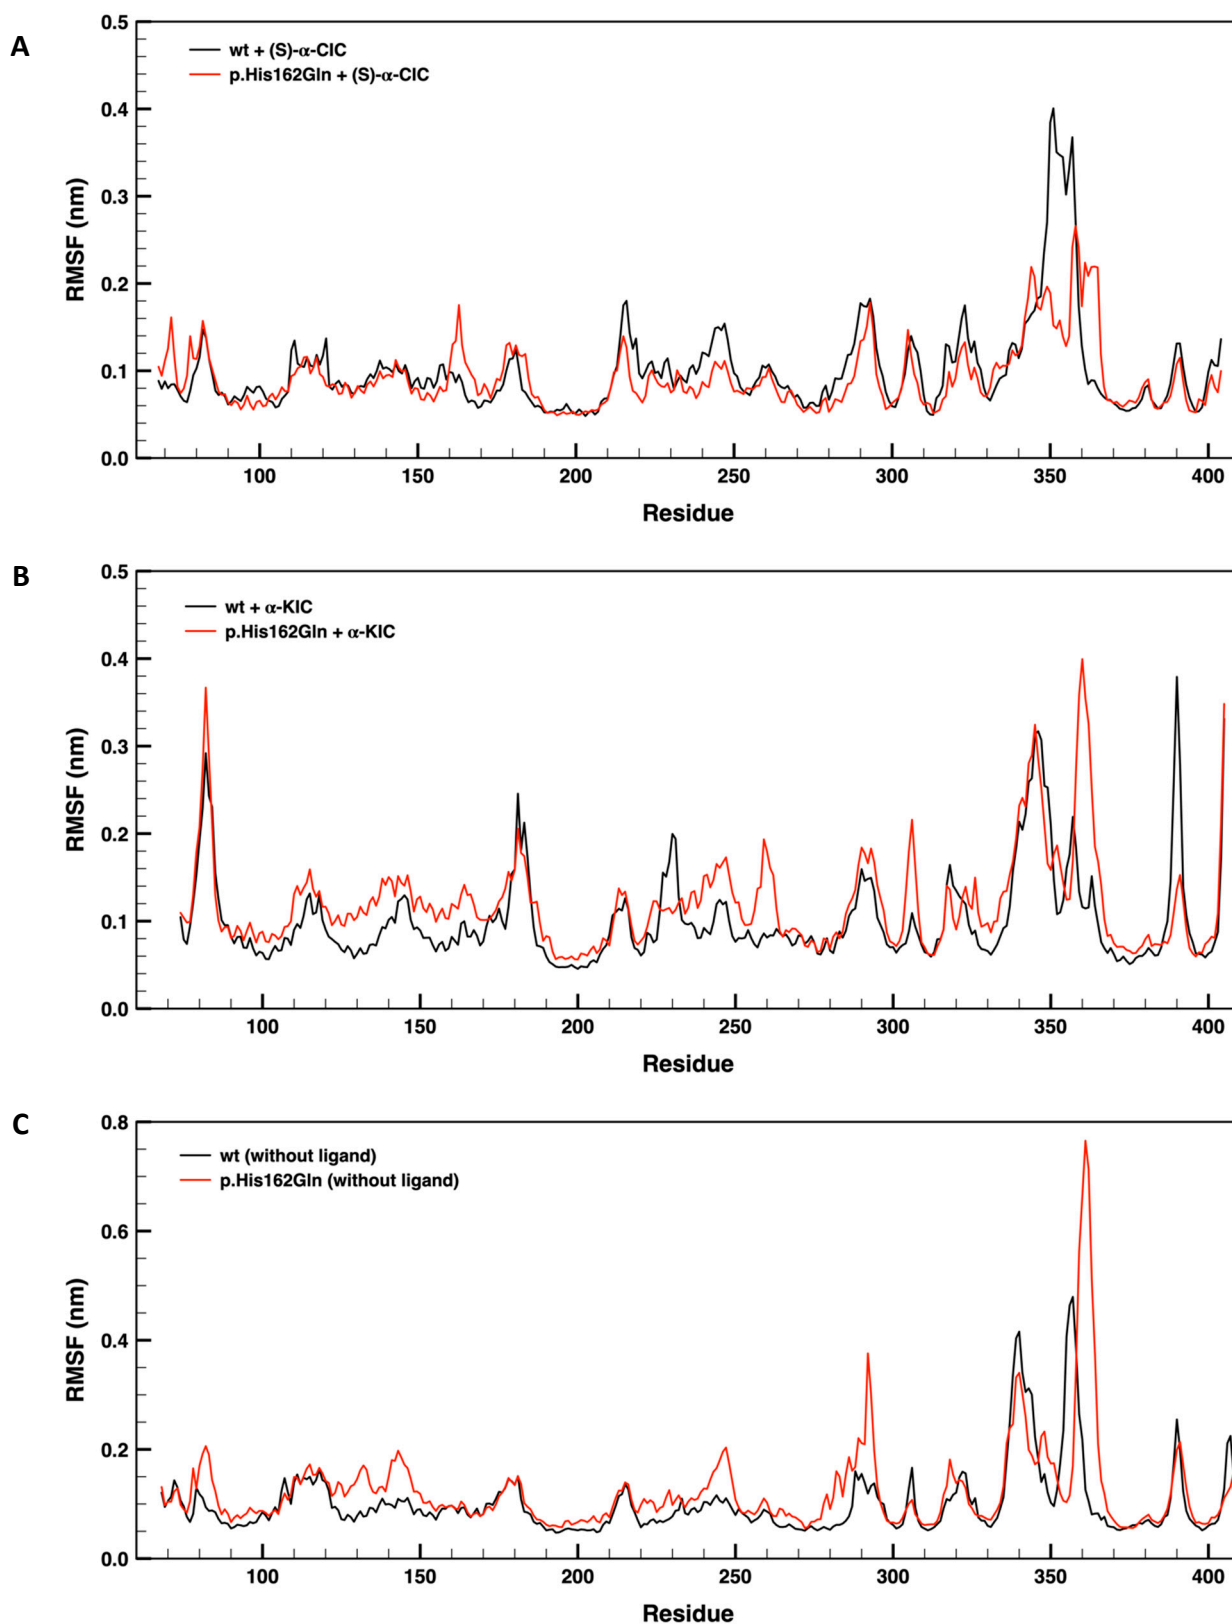 A
0.5
wt + (S)-α-CIC
p.His162Gln + (S)-α-CIC
0.4
0.3
RMSF (nm)
0.2
0.1
0.0
100 150 200 250 300 350 400
Residue
B
0.5
wt + α-KIC
p.His162Gln + α-KIC
0.4
0.3
RMSF (nm)
0.2
0.1
0.0
100 150 200 250 300 350 400
Residue
C
0.8
wt (without ligand)
p.His162Gln (without ligand)
0.6
RMSF (nm)
0.4
0.2
0.0
100 150 200 250 300 350 400
Residue